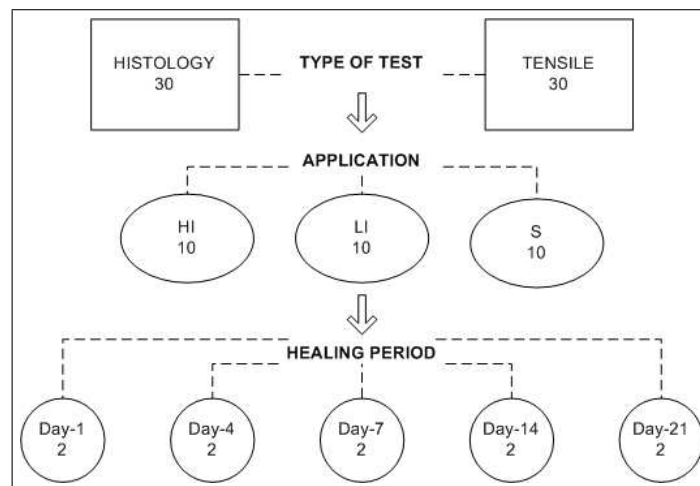 HISTOLOGY
30
TYPE OF TEST
TENSILE
30
APPLICATION
HI
10
LI
10
S
10
HEALING PERIOD
Day-1
2
Day-4
2
Day-7
2
Day-14
2
Day-21
2